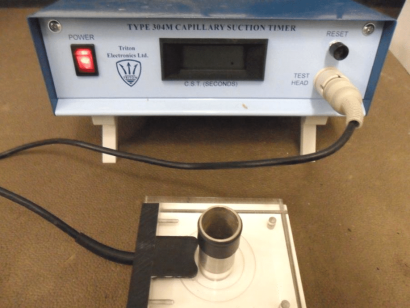 TYPE 304M CAPILLARY SUCTION TIMER
POWER
Triton
Electronics Ltd.
RESET
TEST
HEAD
C.S.T. (SECONDS)